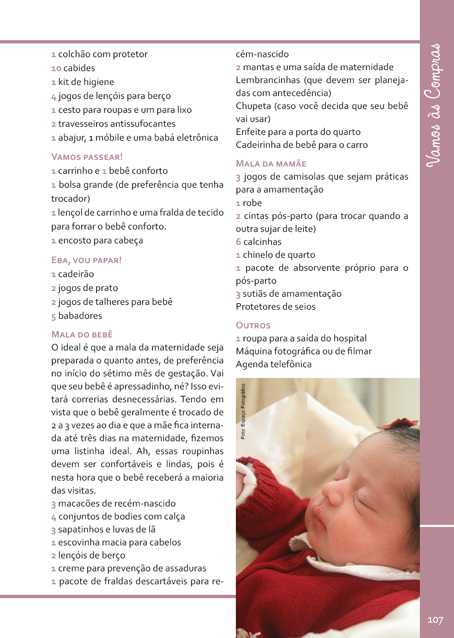 1 colchão com protetor
10 cabides
1 kit de higiene
4 jogos de lençóis para berço
1 cesto para roupas e um para lixo
2 travesseiros antissufocantes
1 abajur, 1 móbile e uma babá eletrônica
Vamos passear!
1 carrinho e 1 bebê conforto
1 bolsa grande (de preferência que tenha
trocador)
1 lençol de carrinho e uma fralda de tecido
para forrar o bebê conforto.
1 encosto para cabeça
Eba, vou papar!
1 cadeirão
2 jogos de prato
2 jogos de talheres para bebê
5 babadores
Mala do bebê
O ideal é que a mala da maternidade seja
preparada o quanto antes, de preferência
no início do sétimo mês de gestação. Vai
que seu bebê é apressadinho, né? Isso evi-
tará correrias desnecessárias. Tendo em
vista que o bebê geralmente é trocado de
2 a 3 vezes ao dia e que a mãe fica interna-
da até três dias na maternidade, fizemos
uma listinha ideal. Ah, essas roupinhas
devem ser confortáveis e lindas, pois é
nesta hora que o bebê receberá a maioria
das visitas.
3 macacões de recém-nascido
4 conjuntos de bodies com calça
3 sapatinhos e luvas de lã
1 escovinha macia para cabelos
2 lençóis de berço
1 creme para prevenção de assaduras
1 pacote de fraldas descartáveis para re-
cém-nascido
2 mantas e uma saída de maternidade
Lembrancinhas (que devem ser planeja-
das com antecedência)
Chupeta (caso você decida que seu bebê
vai usar)
Enfeite para a porta do quarto
Cadeirinha de bebê para o carro
Mala da mamãe
3 jogos de camisolas que sejam práticas
para a amamentação
1 robe
2 cintas pós-parto (para trocar quando a
outra sujar de leite)
6 calcinhas
1 chinelo de quarto
1 pacote de absorvente próprio para o
pós-parto
3 sutiãs de amamentação
Protetores de seios
Outros
1 roupa para a saída do hospital
Máquina fotográfica ou de filmar
Agenda telefônica
Foto: Espaço Fotográfico
Vamos às Compras
107